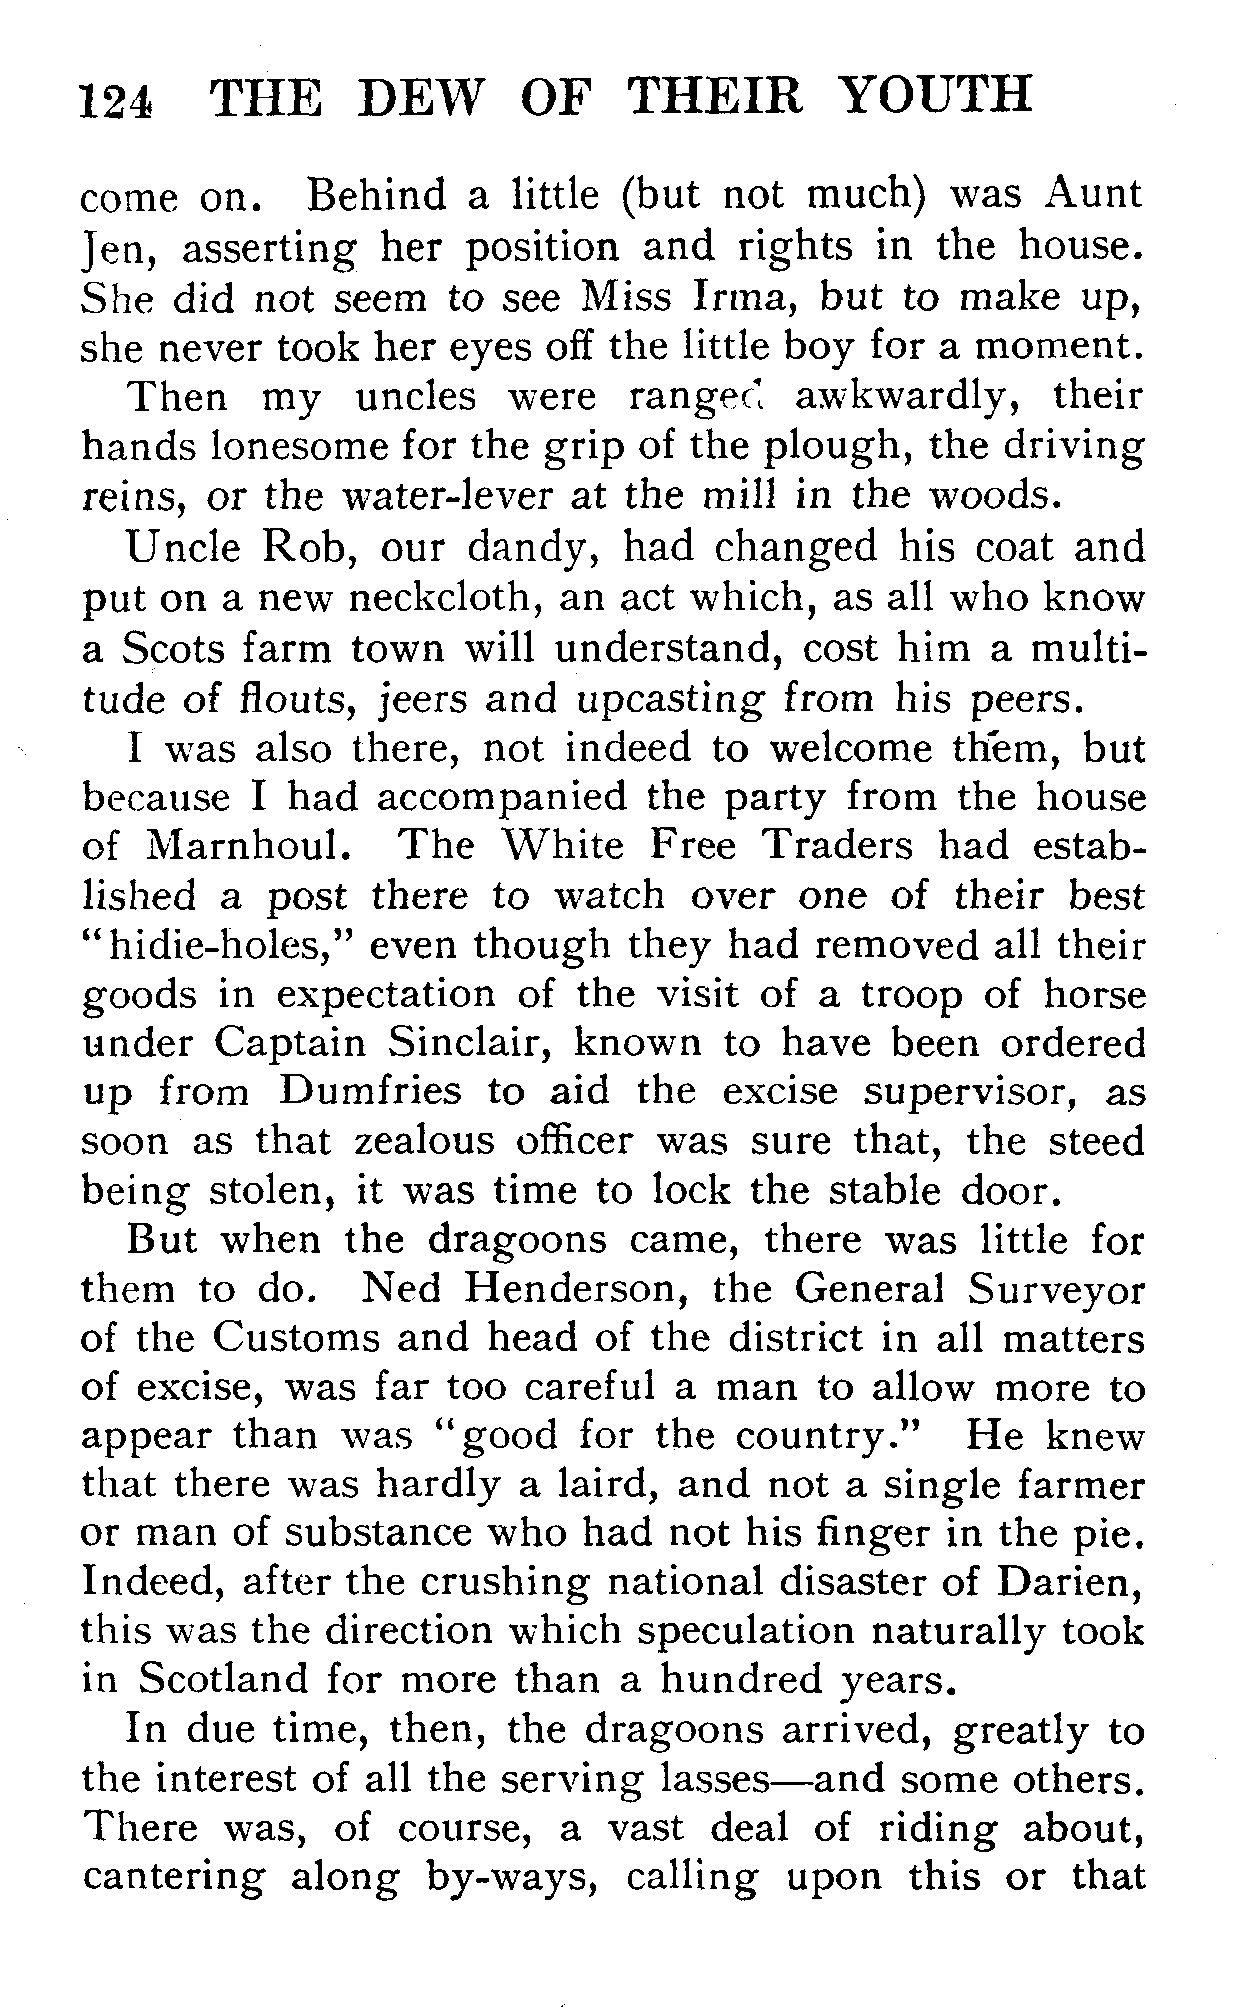 124 THE DEW OF THEIR YOUTH
come on. Behind a little (but not much) was Aunt
Jen, asserting her position and rights in the house.
She did not seem to see Miss Irma, but to make up,
she never took her eyes off the little boy for a moment.
Then my uncles were ranged awkwardly, their
hands lonesome for the grip of the plough, the driving
reins, or the water-lever at the mill in the woods.
Uncle Rob, our dandy, had changed his coat and
put on a new neckcloth, an act which, as all who know
a Scots farm town will understand, cost him a multi-
tude of flouts, jeers and upcasting from his peers.
I was also there, not indeed to welcome them, but
because I had accompanied the party from the house
of Marnhoul. The White Free Traders had estab-
lished a post there to watch over one of their best
"hidie-holes," even though they had removed all their
goods in expectation of the visit of a troop of horse
under Captain Sinclair, known to have been ordered
up from Dumfries to aid the excise supervisor, as
soon as that zealous officer was sure that, the steed
being stolen, it was time to lock the stable door.
But when the dragoons came, there was little for
them to do. Ned Henderson, the General Surveyor
of the Customs and head of the district in all matters
of excise, was far too careful a man to allow more to
appear than was "good for the country." He knew
that there was hardly a laird, and not a single farmer
or man of substance who had not his finger in the pie.
Indeed, after the crushing national disaster of Darien,
this was the direction which speculation naturally took
in Scotland for more than a hundred years.
In due time, then, the dragoons arrived, greatly to
the interest of all the serving lasses—and some others.
There was, of course, a vast deal of riding about,
cantering along by-ways, calling upon this or that